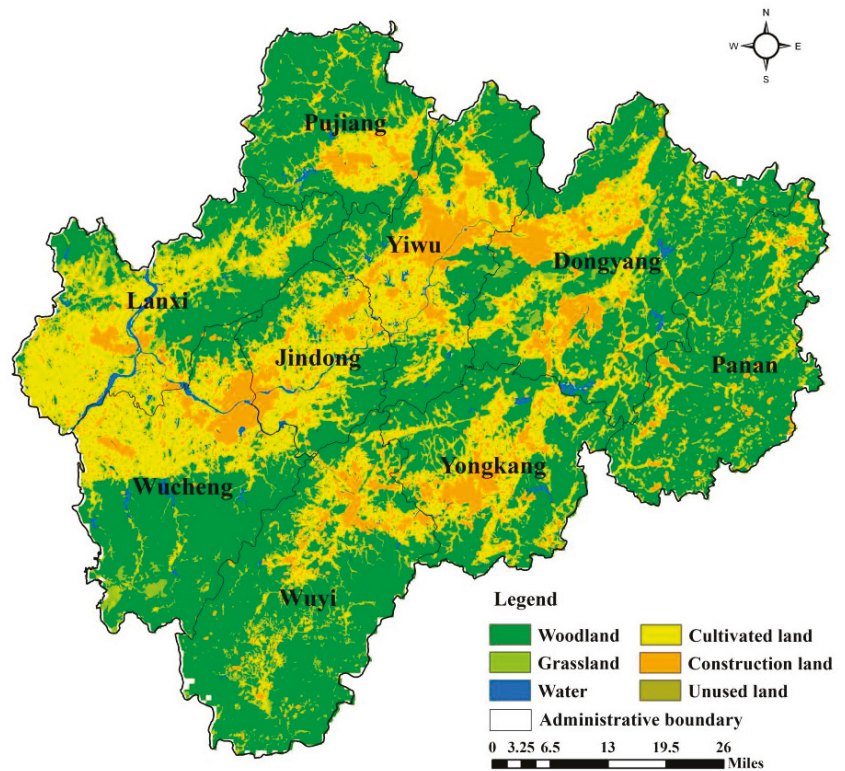 N
W E
S
Pujiang
Yiwu
Dongyang
Lanxi
Jindong
Panan
Yongkang
Wucheng
Wuyi
Legend
Woodland Cultivated land
Grassland Construction land
Water Unused land
Administrative boundary
0 3.25 6.5 13 19.5 26
Miles